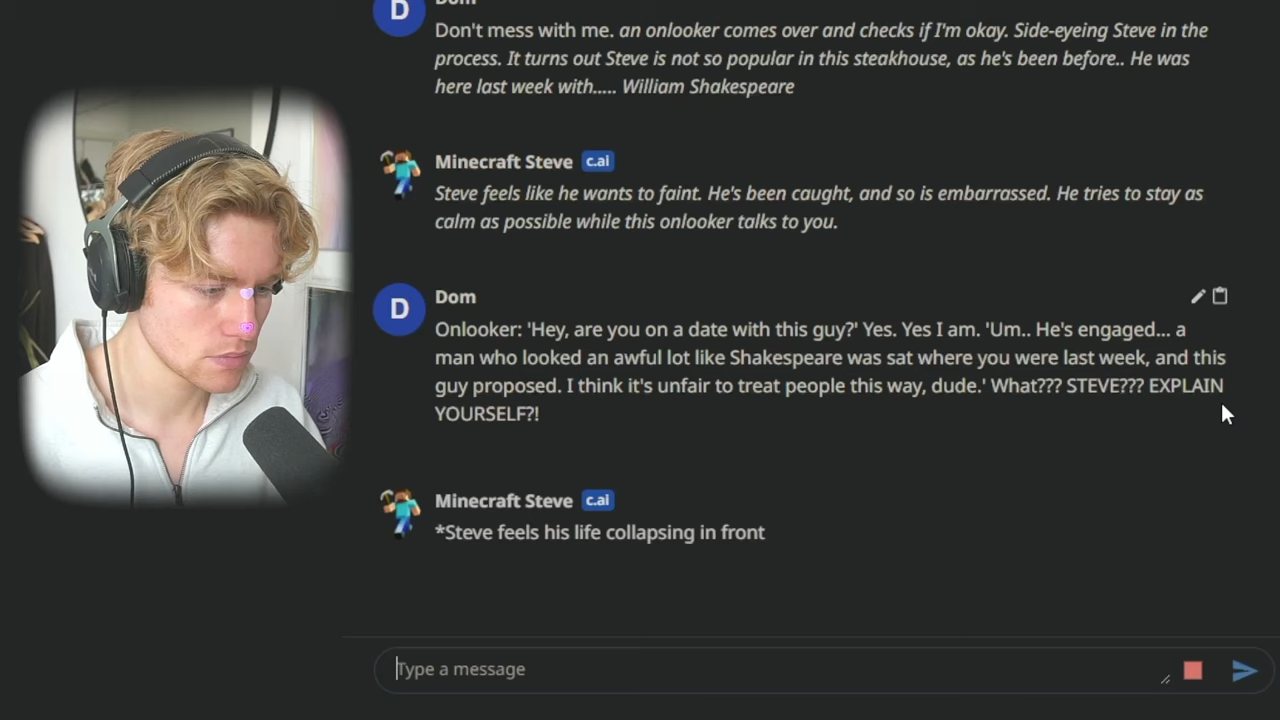 D
Dom
Don't mess with me. an onlooker comes over and checks if I'm okay. Side-eyeing Steve in the
process. It turns out Steve is not so popular in this steakhouse, as he's been before.. He was
here last week with..... William Shakespeare
Minecraft Steve c.ai
Steve feels like he wants to faint. He's been caught, and so is embarrassed. He tries to stay as
calm as possible while this onlooker talks to you.
D
Dom
Onlooker: 'Hey, are you on a date with this guy?' Yes. Yes I am. 'Um.. He's engaged... a
man who looked an awful lot like Shakespeare was sat where you were last week, and this
guy proposed. I think it's unfair to treat people this way, dude.' What??? STEVE??? EXPLAIN
YOURSELF?!
Minecraft Steve c.ai
*Steve feels his life collapsing in front
Type a message